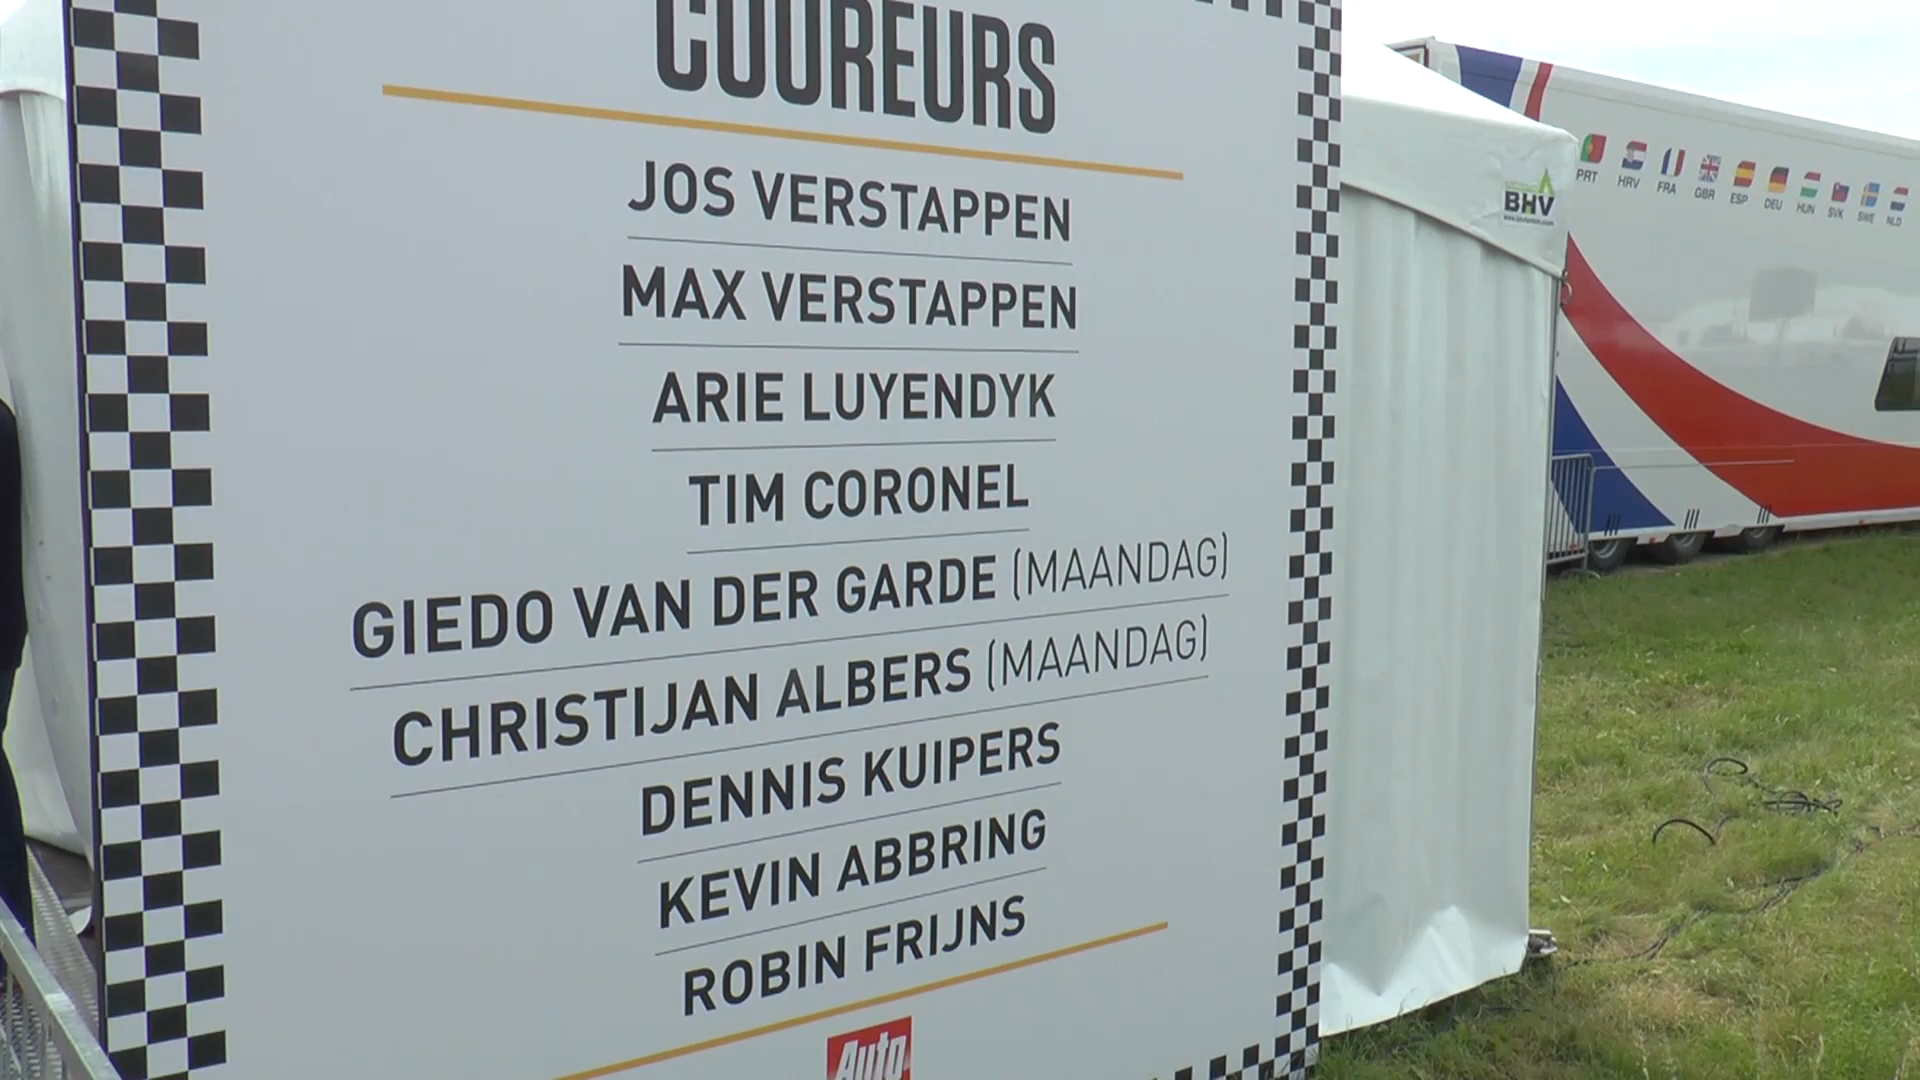 COUREURS
JOS VERSTAPPEN
MAX VERSTAPPEN
ARIE LUYENDYK
TIM CORONEL
GIEDO VAN DER GARDE (MAANDAG)
CHRISTIJAN ALBERS (MAANDAG)
DENNIS KUIPERS
KEVIN ABBRING
ROBIN FRIJNS
Auto
BHV
PRT HRV FRA GBR ESP DEU HUN SVK SWE NLD